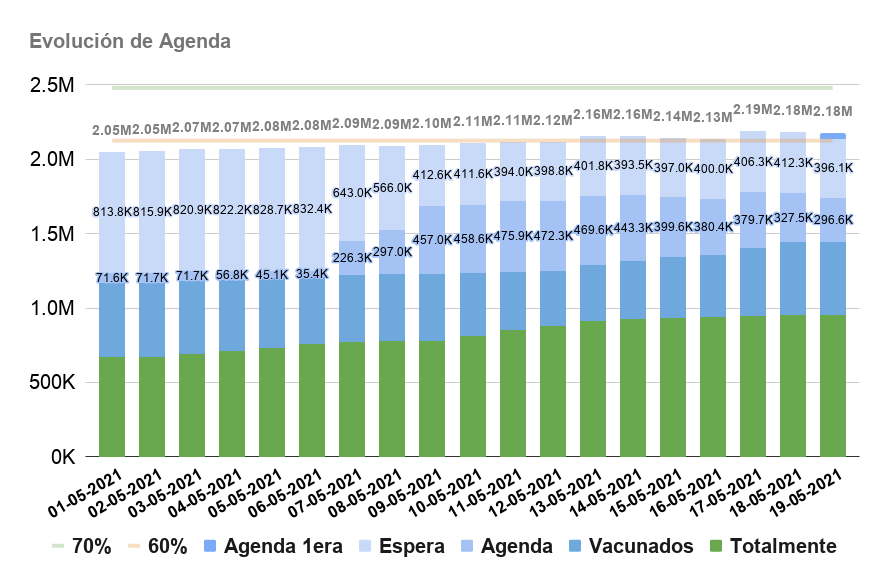 Evolución de Agenda
2.5M
2.0M
1.5M
1.0M
500K
0K
2.05M 2.05M 2.07M 2.07M 2.08M 2.08M 2.09M 2.09M 2.10M 2.11M 2.11M 2.12M 2.16M 2.16M 2.14M 2.13M 2.19M 2.18M 2.18M
813.8K 815.9K 820.9K 822.2K 828.7K 832.4K 643.0K 566.0K 412.6K 411.6K 394.0K 398.8K 401.8K 393.5K 397.0K 400.0K 406.3K 412.3K 396.1K
71.6K 71.7K 71.7K 56.8K 45.1K 35.4K 226.3K 297.0K 457.0K 458.6K 475.9K 472.3K 469.6K 443.3K 399.6K 380.4K 379.7K 327.5K 296.6K
01-05-2021 02-05-2021 03-05-2021 04-05-2021 05-05-2021 06-05-2021 07-05-2021 08-05-2021 09-05-2021 10-05-2021 11-05-2021 12-05-2021 13-05-2021 14-05-2021 15-05-2021 16-05-2021 17-05-2021 18-05-2021 19-05-2021
70% 60% Agenda 1era Espera Agenda Vacunados Totalmente